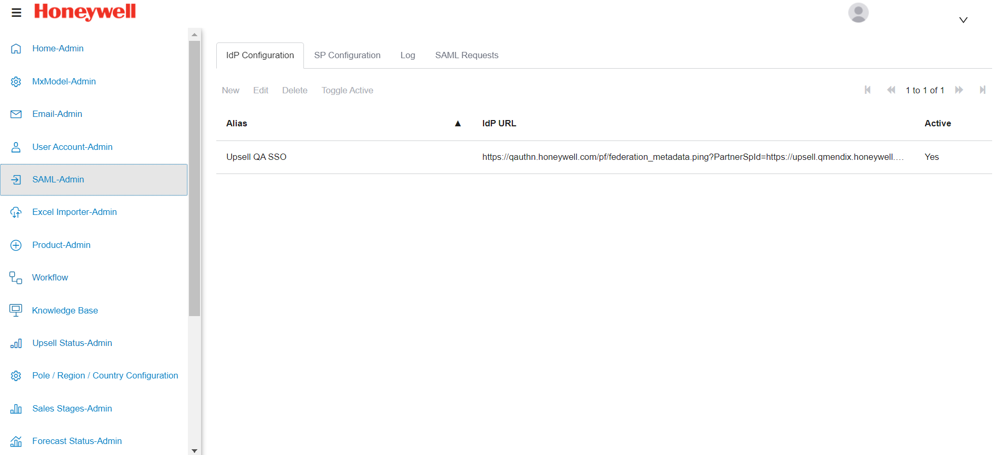 Honeywell
Home-Admin
MxModel-Admin
Email-Admin
User Account-Admin
SAML-Admin
Excel Importer-Admin
Product-Admin
Workflow
Knowledge Base
Upsell Status-Admin
Pole / Region / Country Configuration
Sales Stages-Admin
Forecast Status-Admin
IdP Configuration SP Configuration Log SAML Requests
New Edit Delete Toggle Active 1 to 1 of 1
Alias ▲ IdP URL Active
Upsell QA SSO https://qauthn.honeywell.com/pf/federation_metadata.ping?PartnerSpId=https://upsell.qmendix.honeywell.… Yes